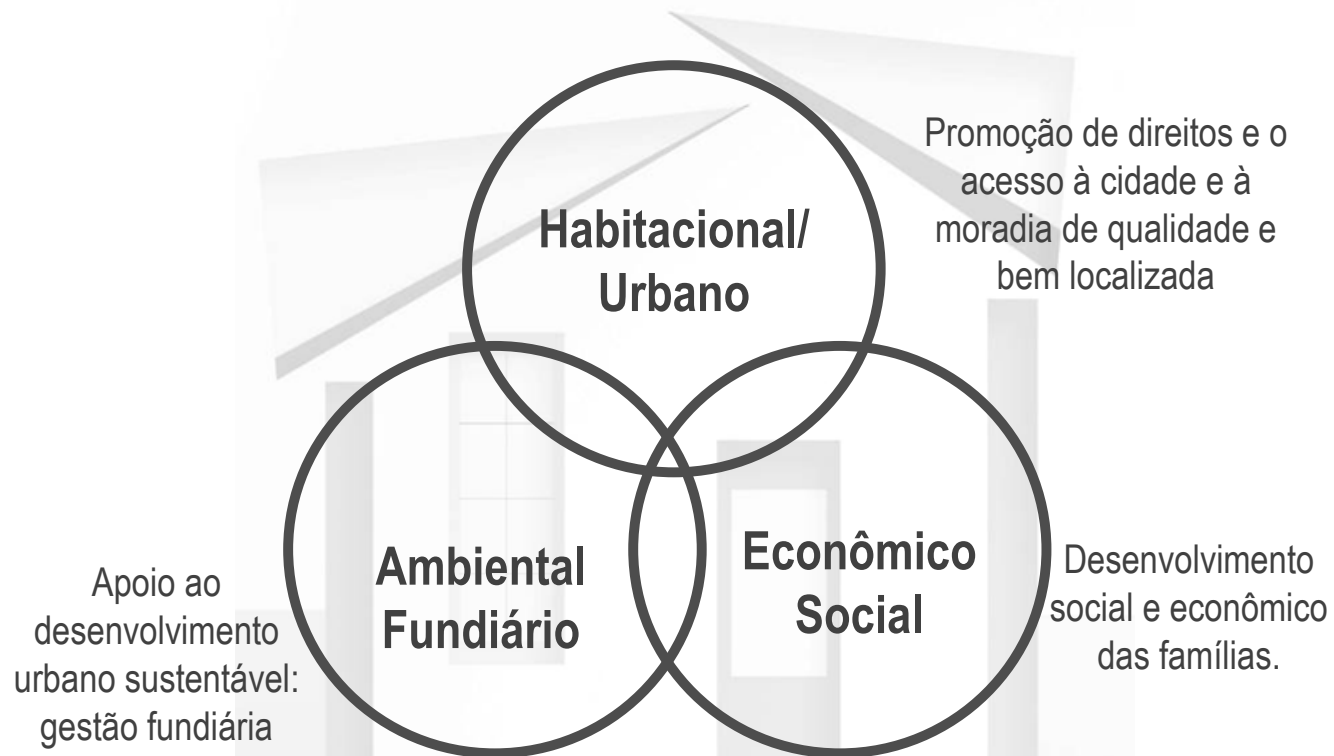 Promoção de direitos e o
acesso à cidade e à
moradia de qualidade e
bem localizada
Habitacional/
Urbano
Ambiental
Fundiário
Econômico
Social
Apoio ao
desenvolvimento
urbano sustentável:
gestão fundiária
Desenvolvimento
social e econômico
das famílias.